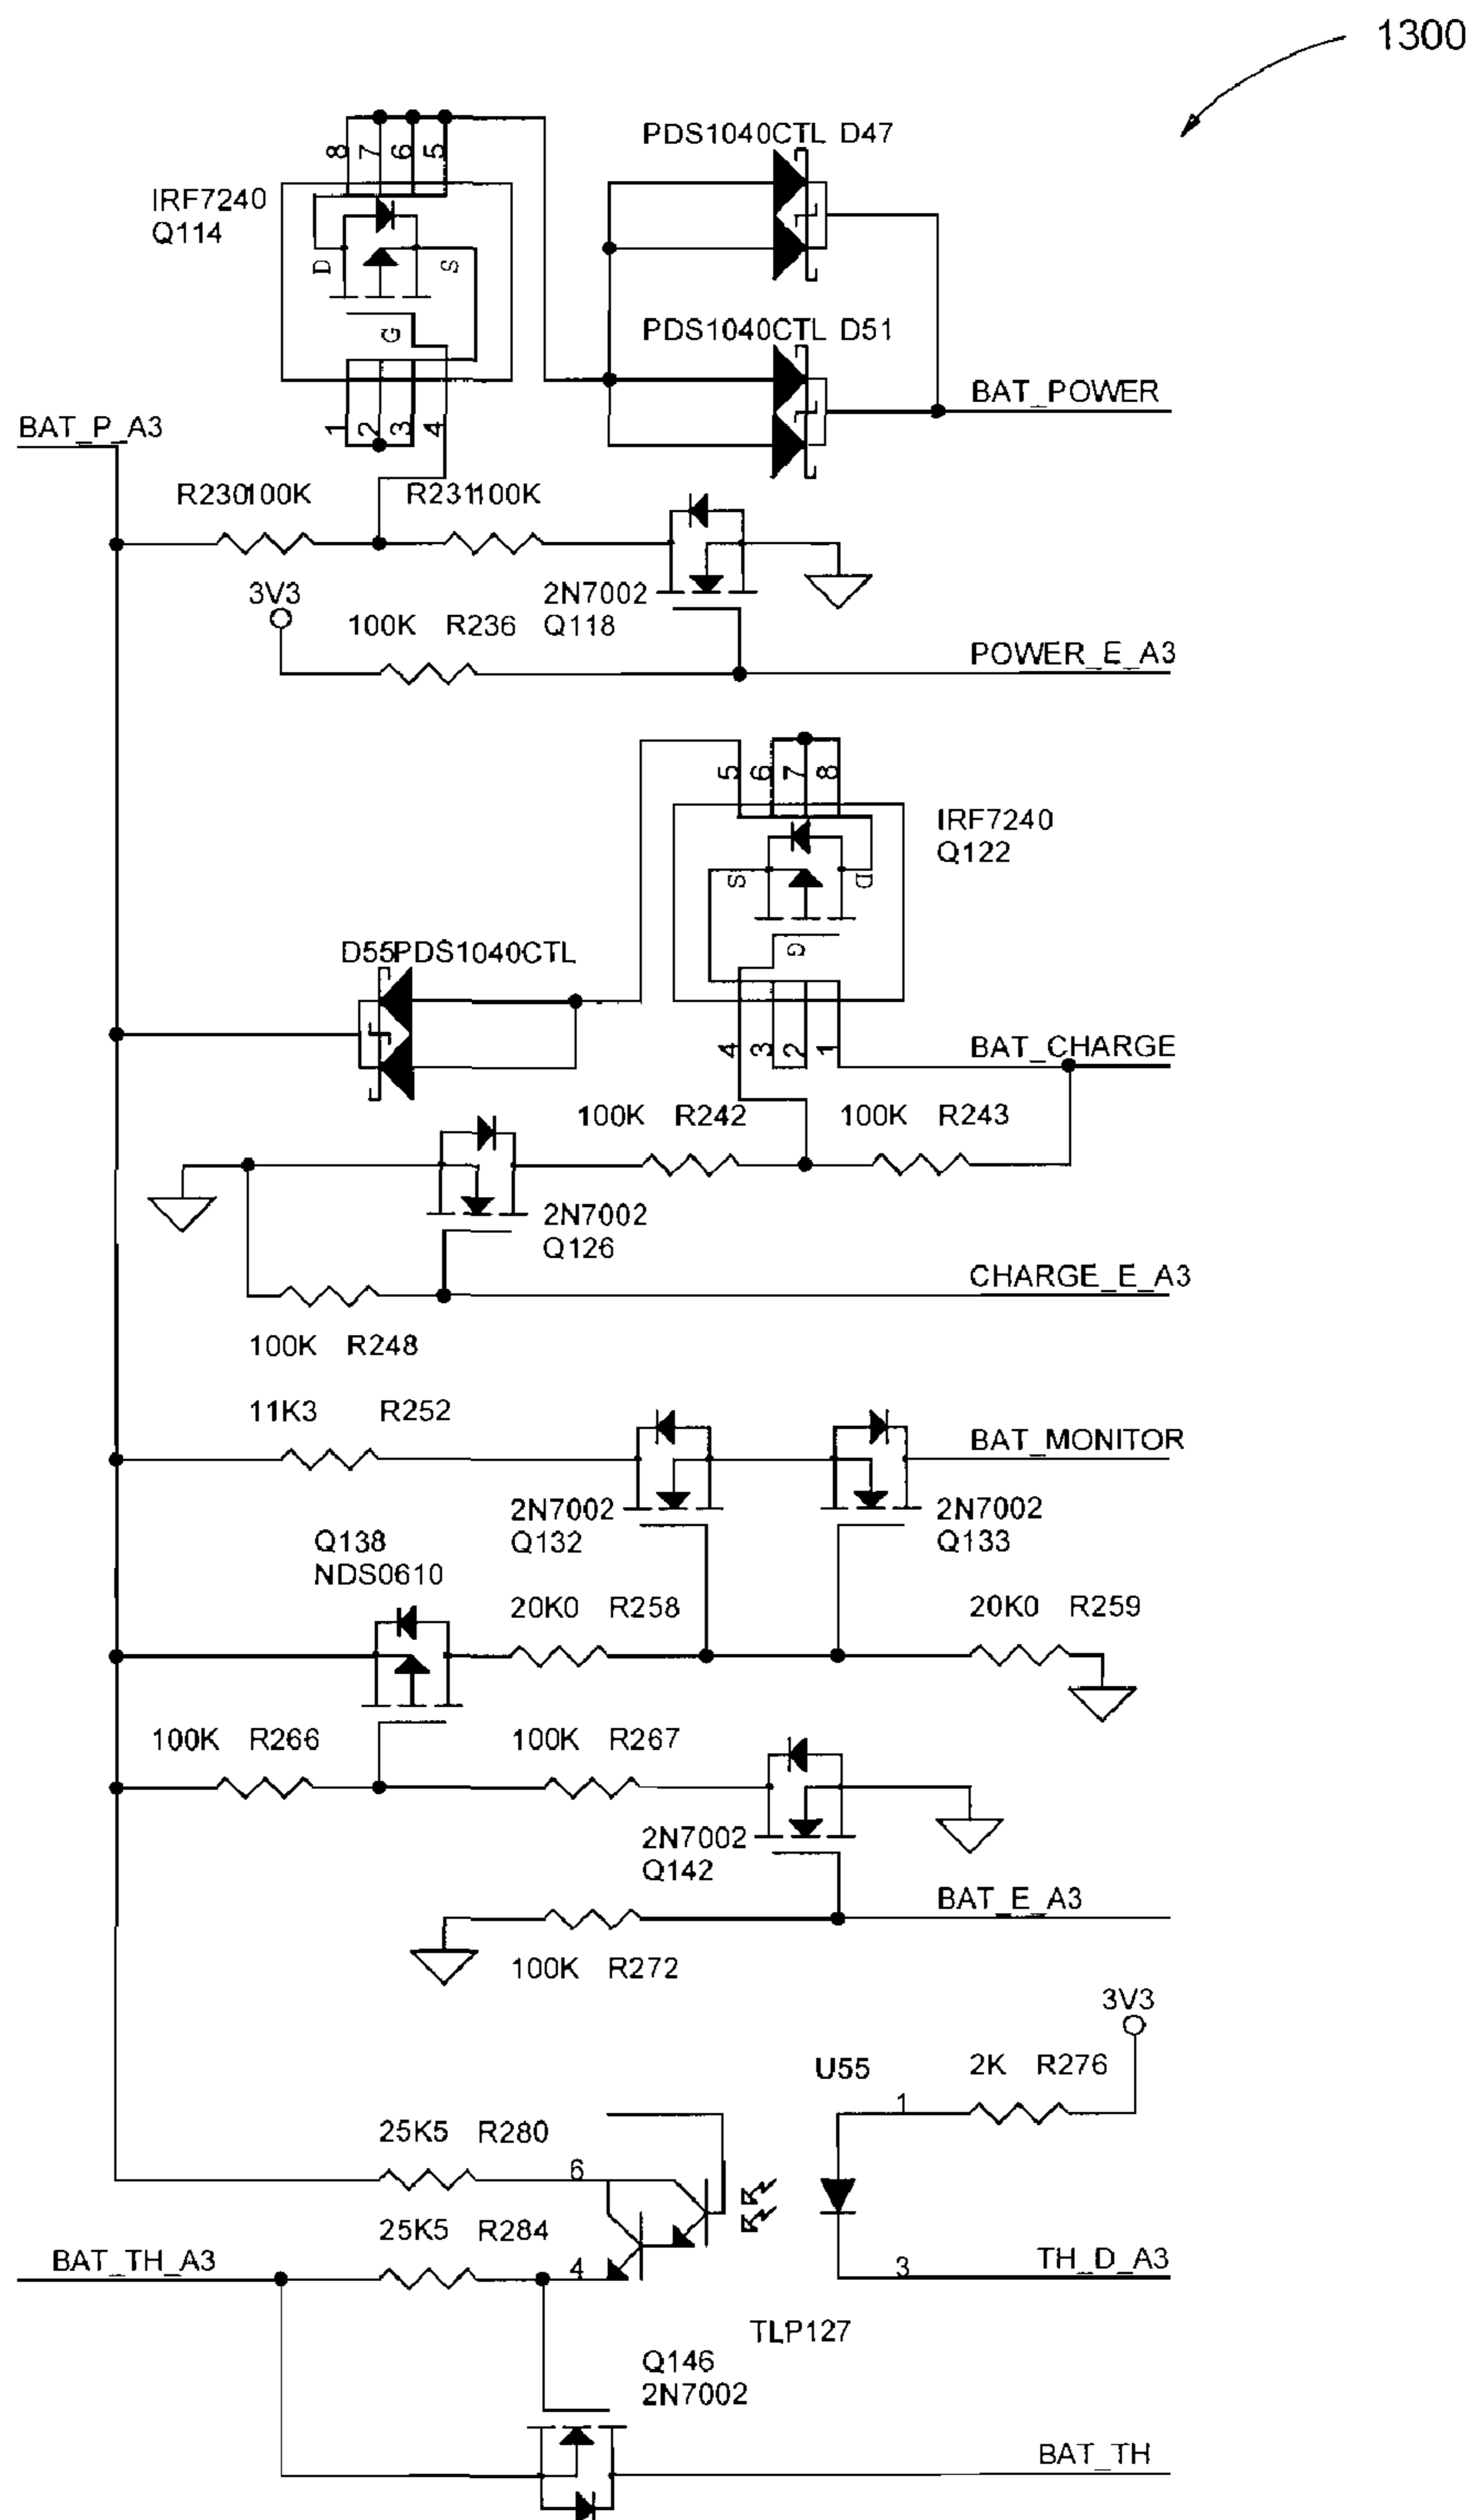 1300
PDS1040CTL D47
8 7 6 5
IRF7240
Q114
D S
G
PDS1040CTL D51
BAT_POWER
1 2 3 4
BAT_P_A3
R230100K R231100K
3V3
2N7002
Q118
100K R236
POWER_E_A3
5 6 7 8
IRF7240
Q122
S D
G
D55PDS1040CTL
4 3 2 1
BAT_CHARGE
100K R242 100K R243
2N7002
Q126
CHARGE_E_A3
100K R248
11K3 R252
BAT_MONITOR
2N7002
Q132
2N7002
Q133
Q138
NDS0610
20K0 R258 20K0 R259
100K R266 100K R267
2N7002
Q142
BAT_E_A3
100K R272
3V3
U55 2K R276
1
25K5 R280
6
25K5 R284
BAT_TH_A3
4
3
TH_D_A3
TLP127
Q146
2N7002
BAT_TH